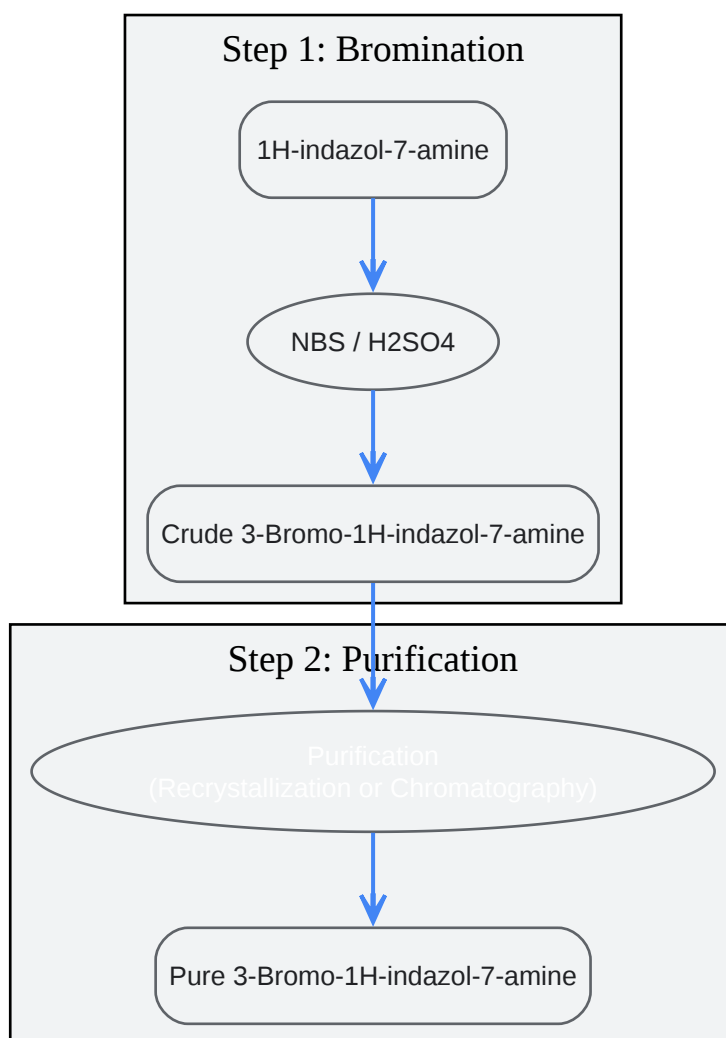 Step 1: Bromination
1H-indazol-7-amine
NBS / H2SO4
Crude 3-Bromo-1H-indazol-7-amine
Step 2: Purification
Purification
(Recrystallization or Chromatography)
Pure 3-Bromo-1H-indazol-7-amine